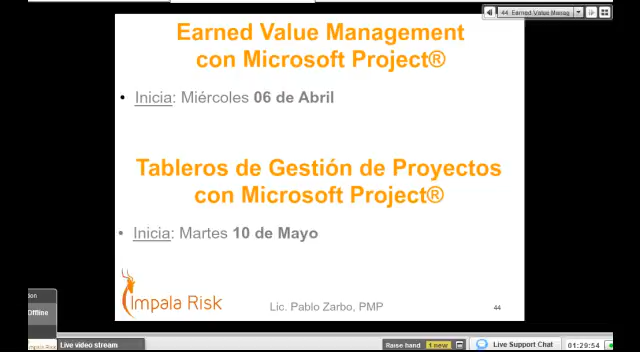 44. Earned Value Manag
Earned Value Management
con Microsoft Project®
• Inicia: Miércoles 06 de Abril
Tableros de Gestión de Proyectos
con Microsoft Project®
• Inicia: Martes 10 de Mayo
Impala Risk
Lic. Pablo Zarbo, PMP
44
Offline
Live video stream
Raise hand
1 new
Live Support Chat
01:29:54